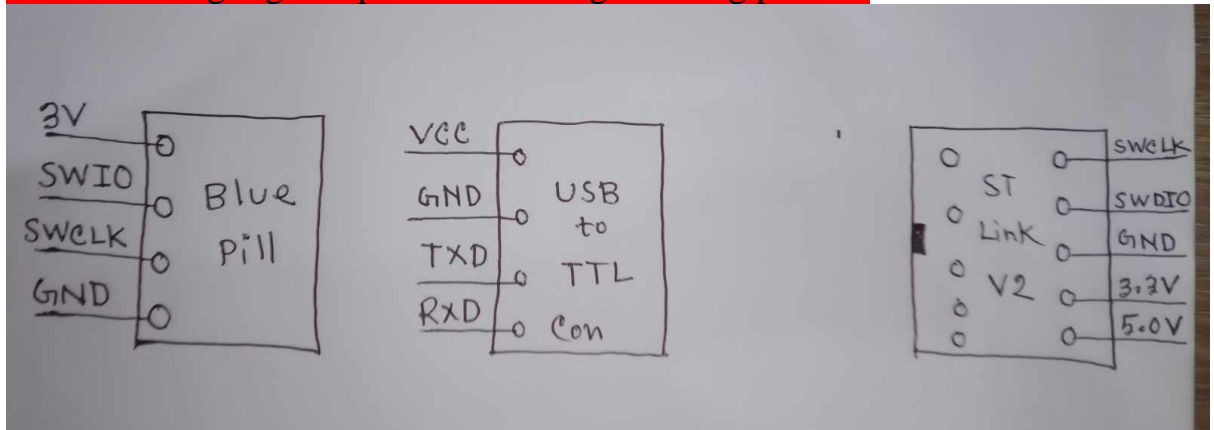 3V
SWIO
SWCLK
GND
Blue
Pill
VCC
GND
TXD
RXD
USB
to
TTL
Con
ST
Link
V2
SWCLK
SWDIO
GND
3.3V
5.0V